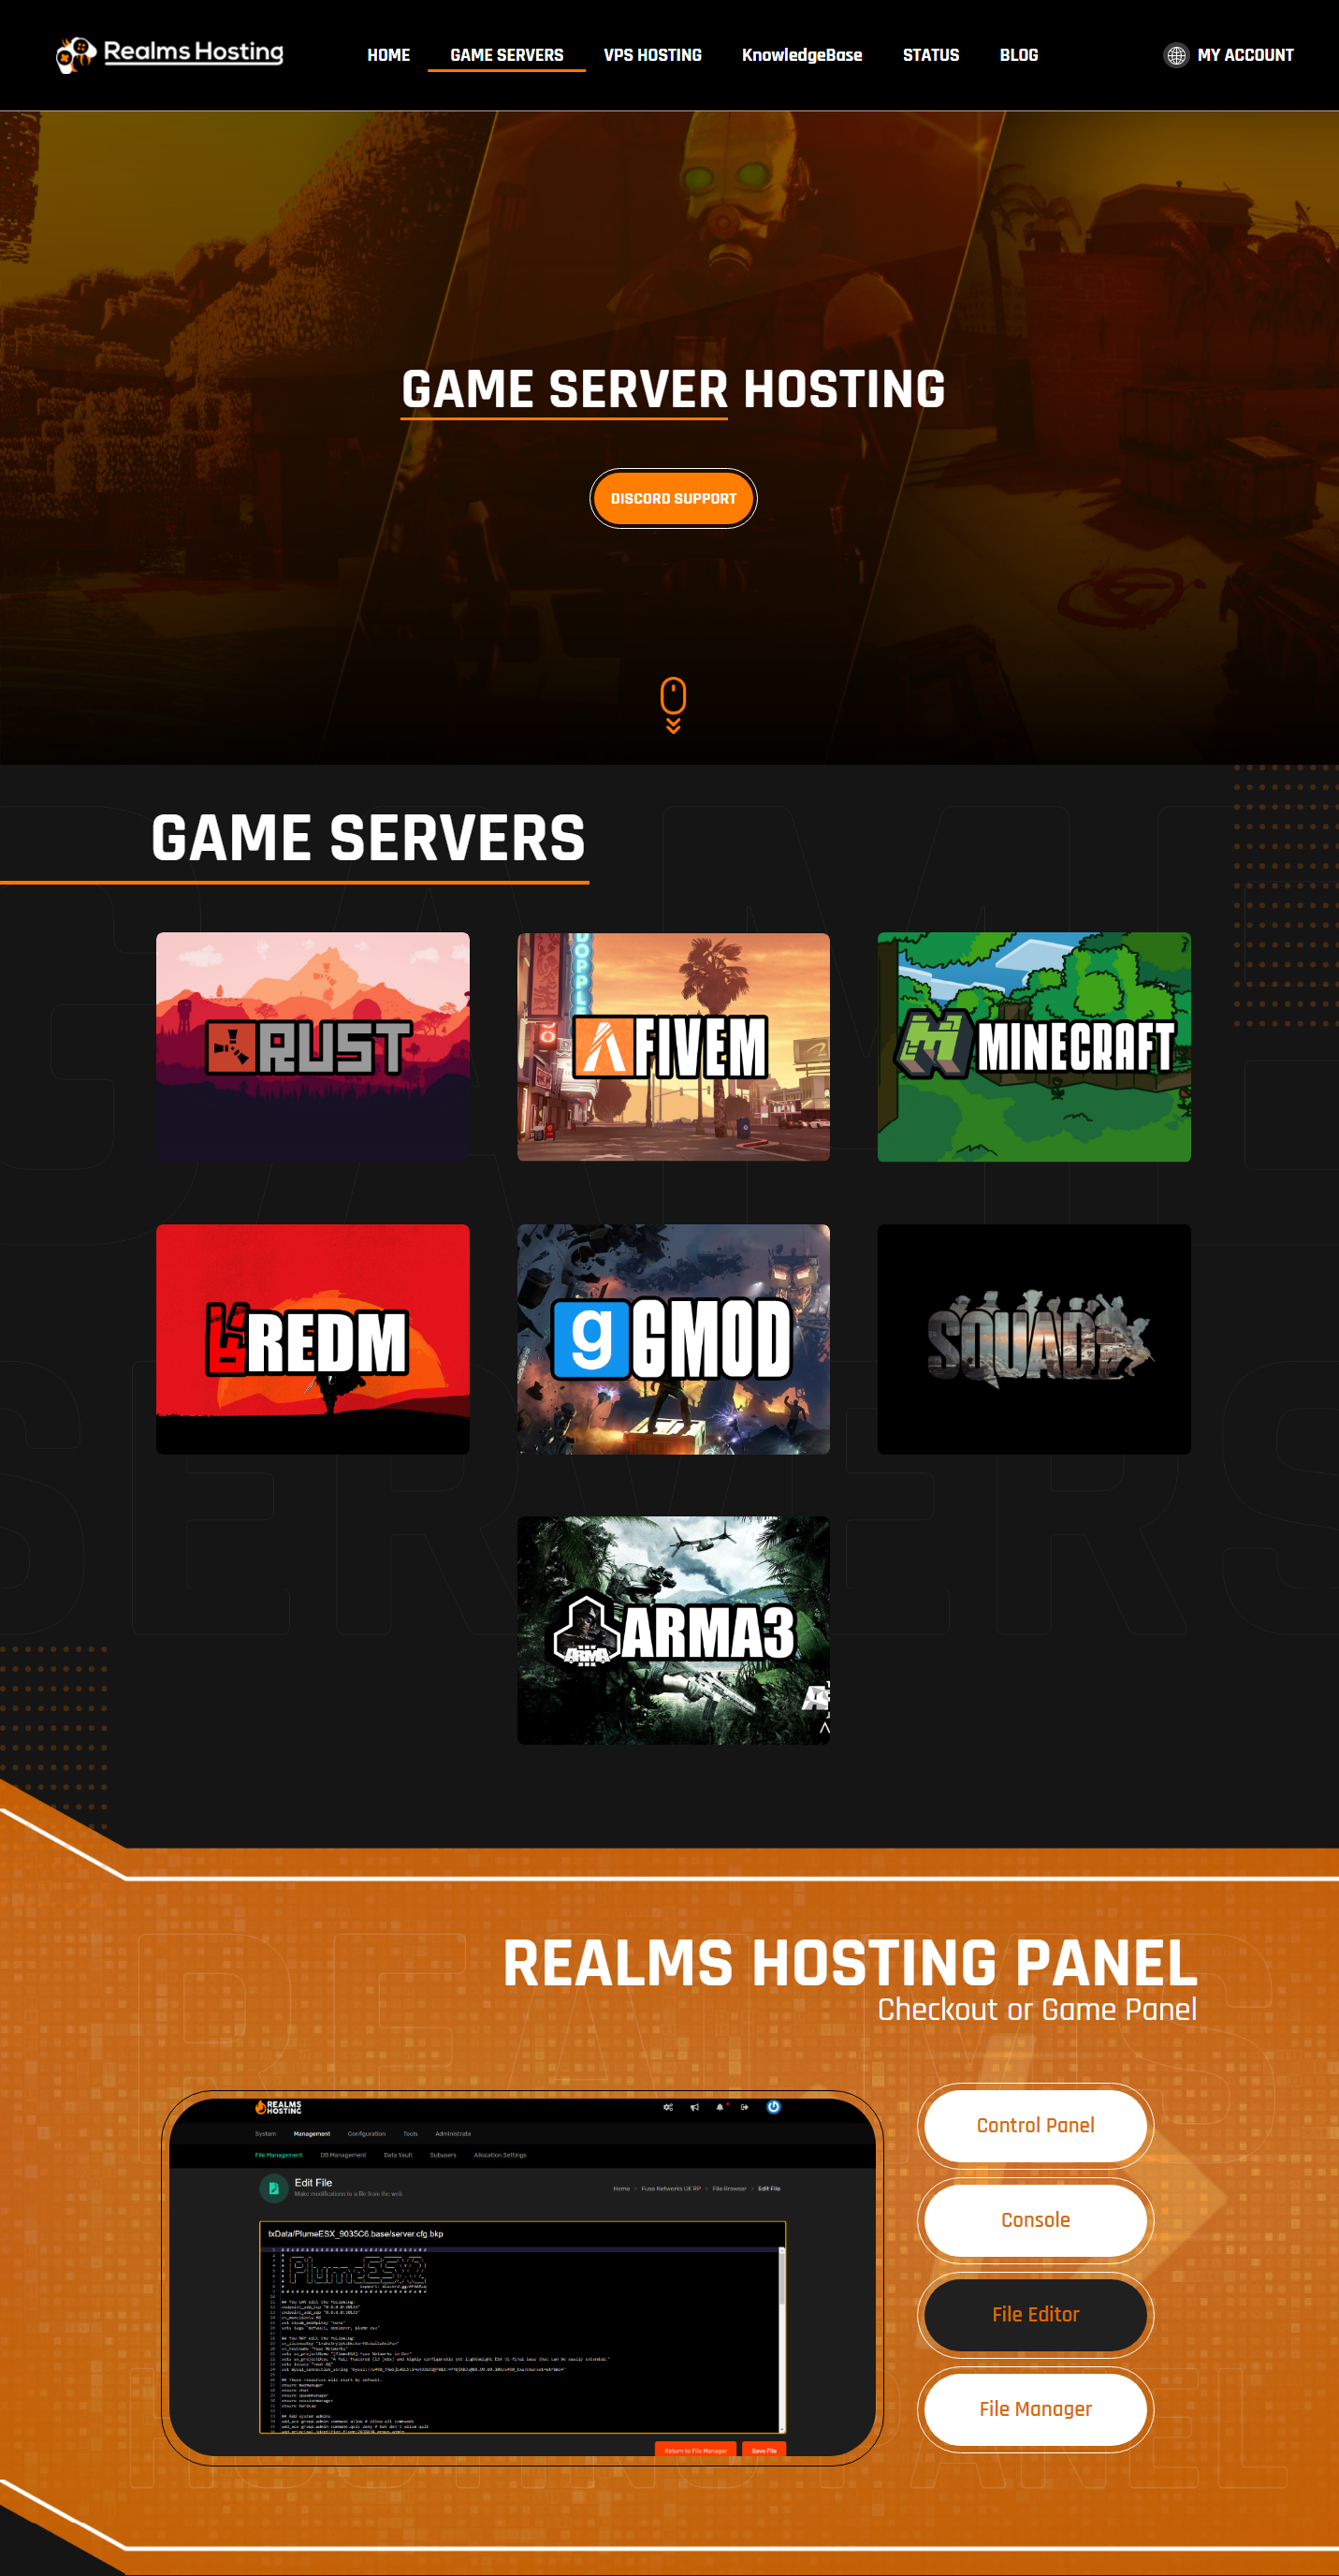 Realms Hosting
HOME
GAME SERVERS
VPS HOSTING
KnowledgeBase
STATUS
BLOG
MY ACCOUNT
GAME SERVER HOSTING
DISCORD SUPPORT
GAME SERVERS
RUST
FIVEM
MINECRAFT
REDM
g GMOD
SQUAD
ARMA3
REALMS HOSTING PANEL
Checkout or Game Panel
REALMS
HOSTING
System Management Configuration Tools Administrate
File Management DB Management Data Vault Subusers Allocation Settings
Edit File
Make modifications to a file from the web
Home > Fuse Networks UK RP > File Browser > Edit File
txData/PlumeESX_9035C6.base/server.cfg.bkp
Return to File Manager Save File
Control Panel
Console
File Editor
File Manager